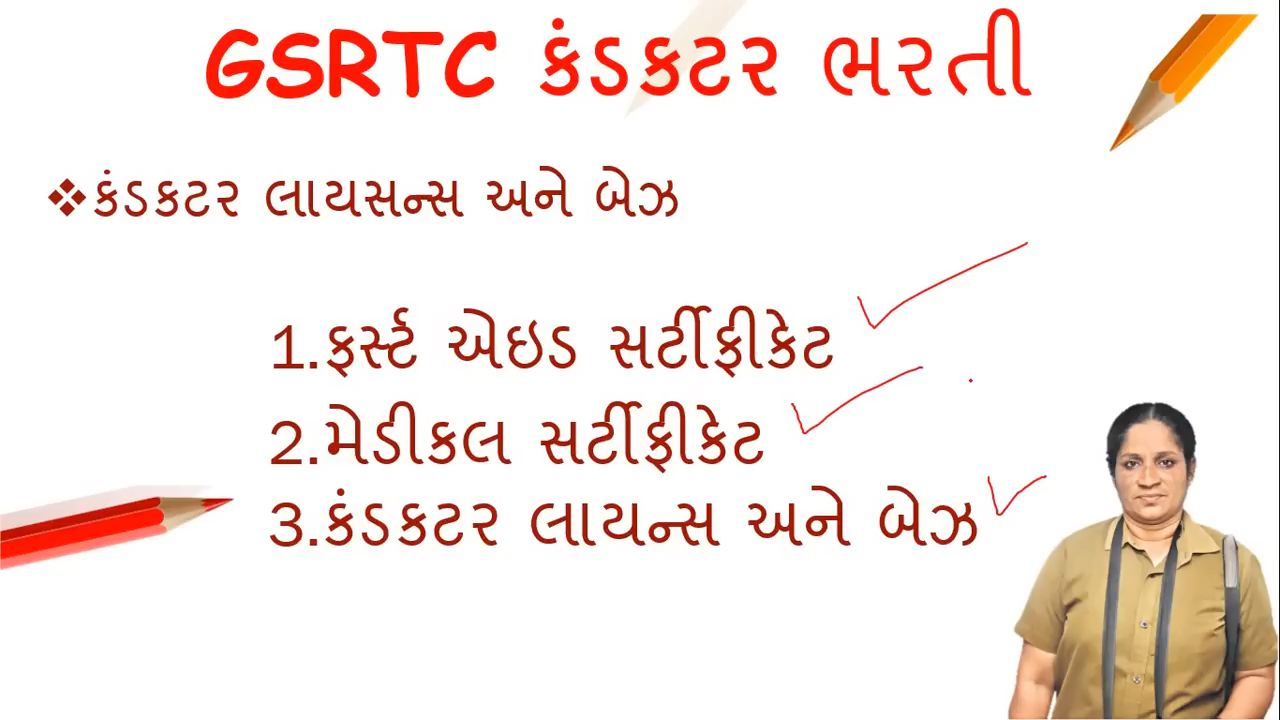 GSRTC કંડકટર ભરતી
❖કંડકટર લાયસન્સ અને બેઝ
1.ફર્સ્ટ એઇડ સર્ટીફીકેટ
2.મેડીકલ સર્ટીફીકેટ
3.કંડકટર લાયન્સ અને બેઝ